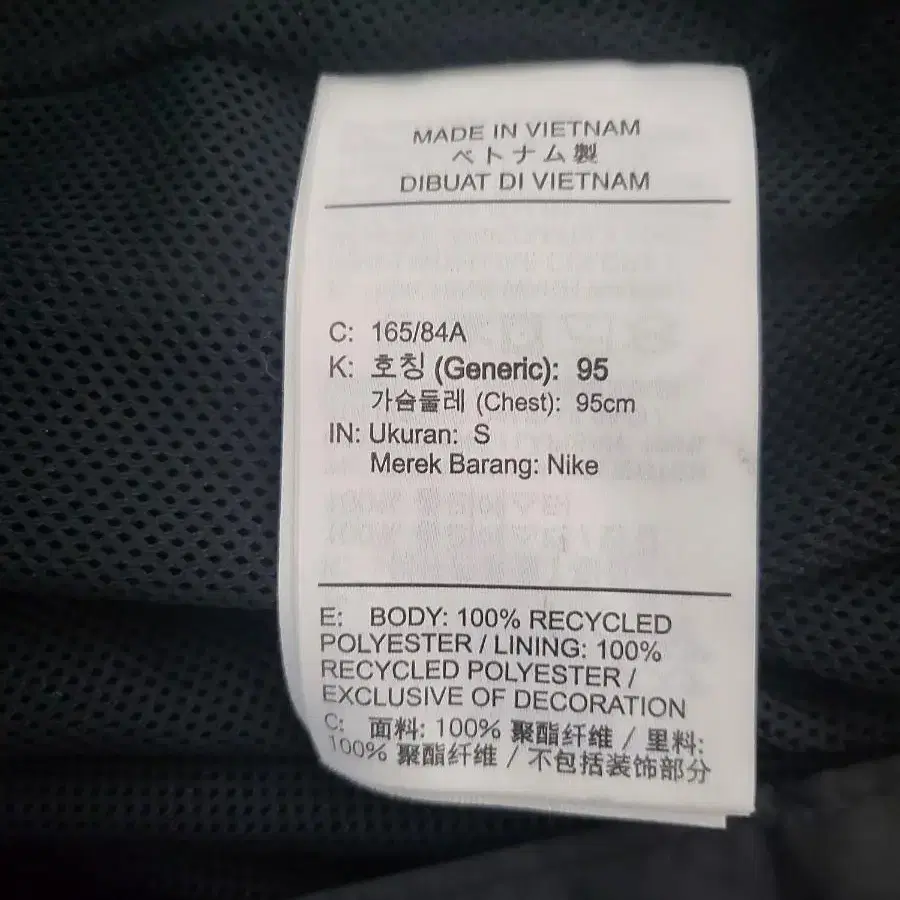 MADE IN VIETNAM
ベトナム製
DIBUAT DI VIETNAM
C: 165/84A
K: 호칭 (Generic): 95
가슴둘레 (Chest): 95cm
IN: Ukuran: S
Merek Barang: Nike
E: BODY: 100% RECYCLED
POLYESTER / LINING: 100%
RECYCLED POLYESTER /
EXCLUSIVE OF DECORATION
C: 面料: 100% 聚酯纤维 / 里料:
100% 聚酯纤维 / 不包括装饰部分